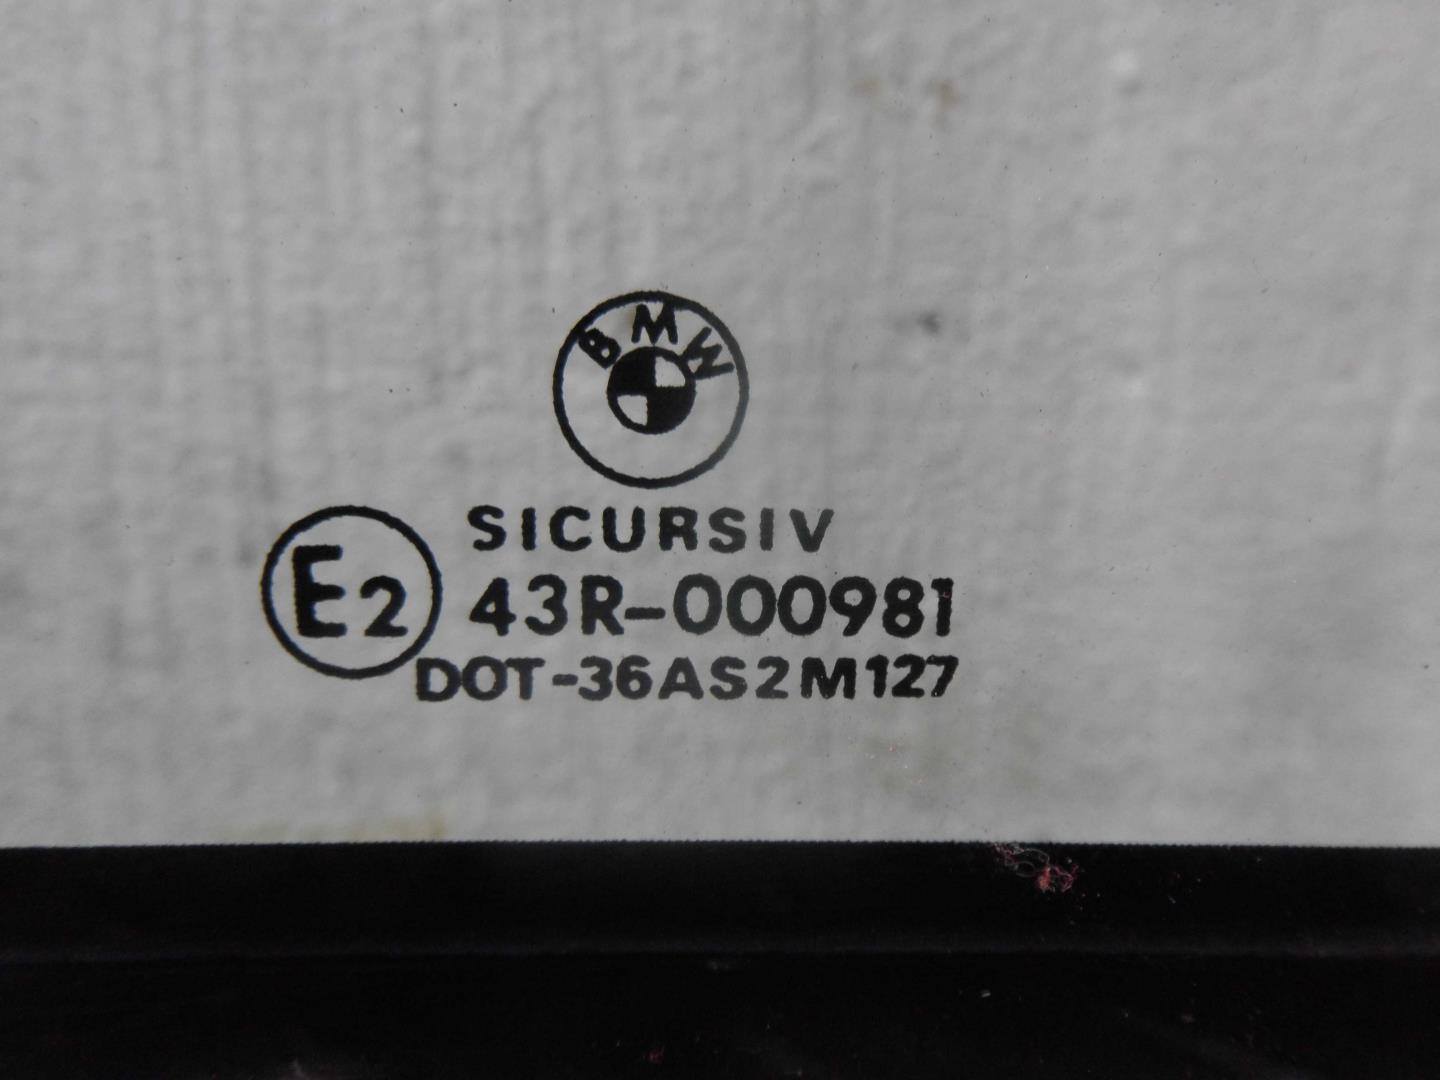 BMW
SICURSIV
E2 43R-000981
DOT-36AS2M127